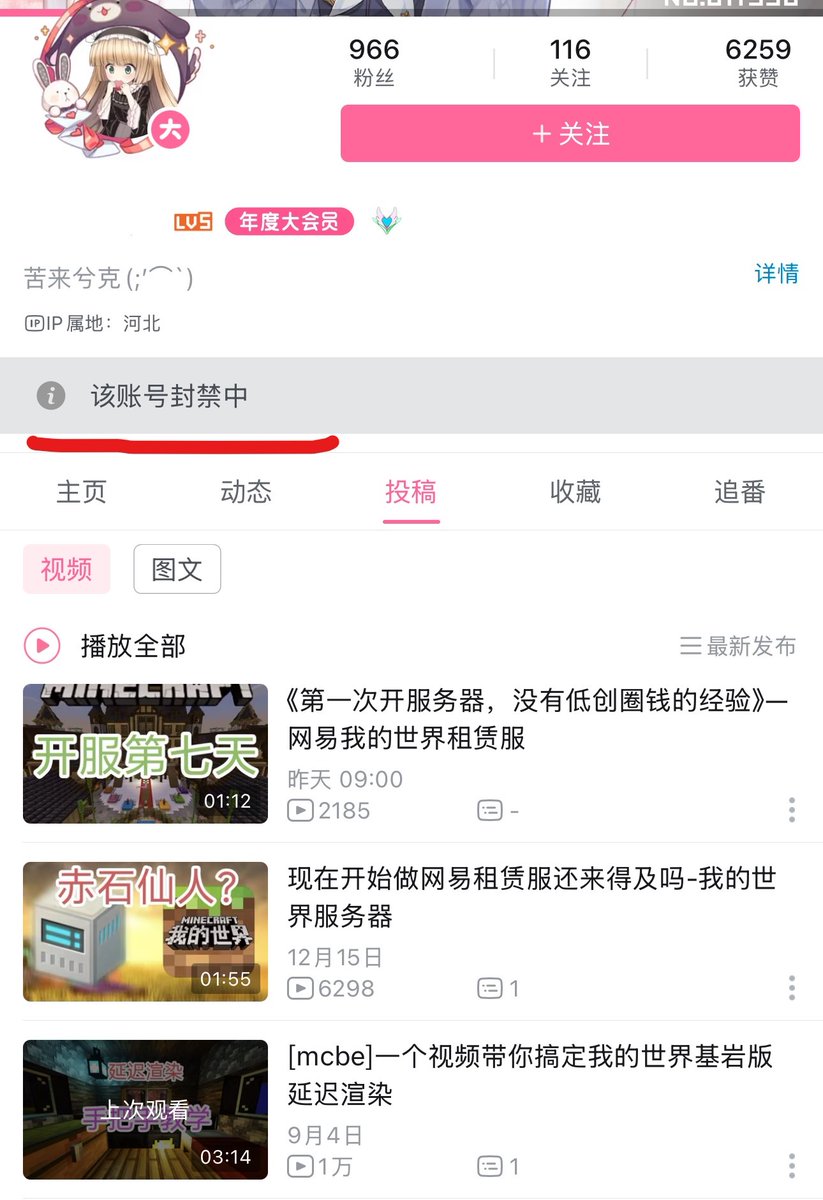 966
粉丝
116
关注
6259
获赞
大
+ 关注
LV5
年度大会员
苦来兮克(;′⌒`)
详情
IP IP属地：河北
该账号封禁中
主页
动态
投稿
收藏
追番
视频
图文
播放全部
最新发布
MINECRAFT
开服第七天
01:12
《第一次开服务器，没有低创圈钱的经验》—
网易我的世界租赁服
昨天 09:00
2185
-
赤石仙人？
MINECRAFT
我的世界
01:55
现在开始做网易租赁服还来得及吗-我的世
界服务器
12月15日
6298
1
延迟渲染
上次观看
手把手教学
03:14
[mcbe]一个视频带你搞定我的世界基岩版
延迟渲染
9月4日
1万
1